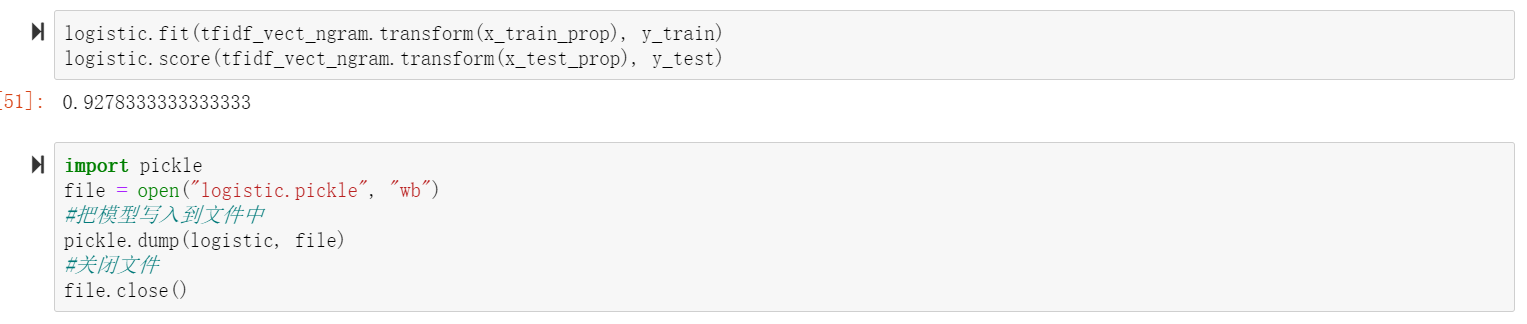 logistic.fit(tfidf_vect_ngram.transform(x_train_prop), y_train)
logistic.score(tfidf_vect_ngram.transform(x_test_prop), y_test)
[51]: 0.9278333333333333
import pickle
file = open("logistic.pickle", "wb")
#把模型写入到文件中
pickle.dump(logistic, file)
#关闭文件
file.close()